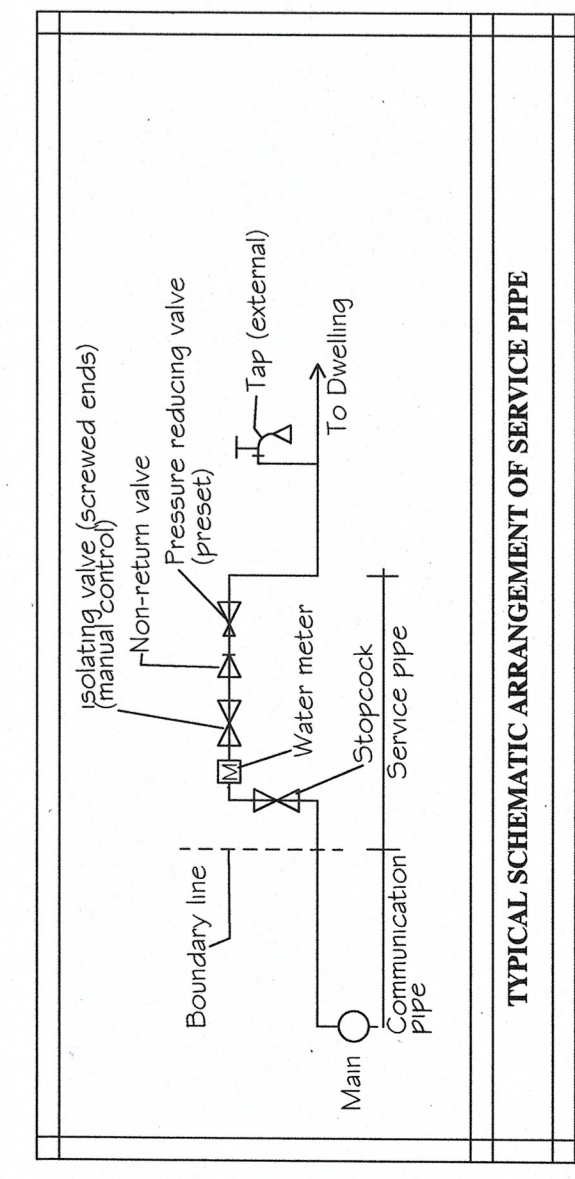 Isolating valve (screwed ends)
(manual control)
Non-return valve
Pressure reducing valve
(preset)
Tap (external)
To Dwelling
Boundary line
M
Water meter
Stopcock
Service pipe
Main
Communication
pipe
TYPICAL SCHEMATIC ARRANGEMENT OF SERVICE PIPE